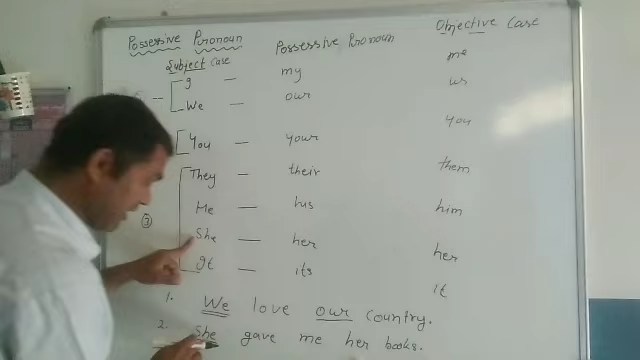 Possessive Pronoun
Subject Case Possessive Pronoun Objective Case
I — my me
We — our us
You — your you
They — their them
He — his him
③ She — her her
It — its it
1. We love our Country.
2. She gave me her books.